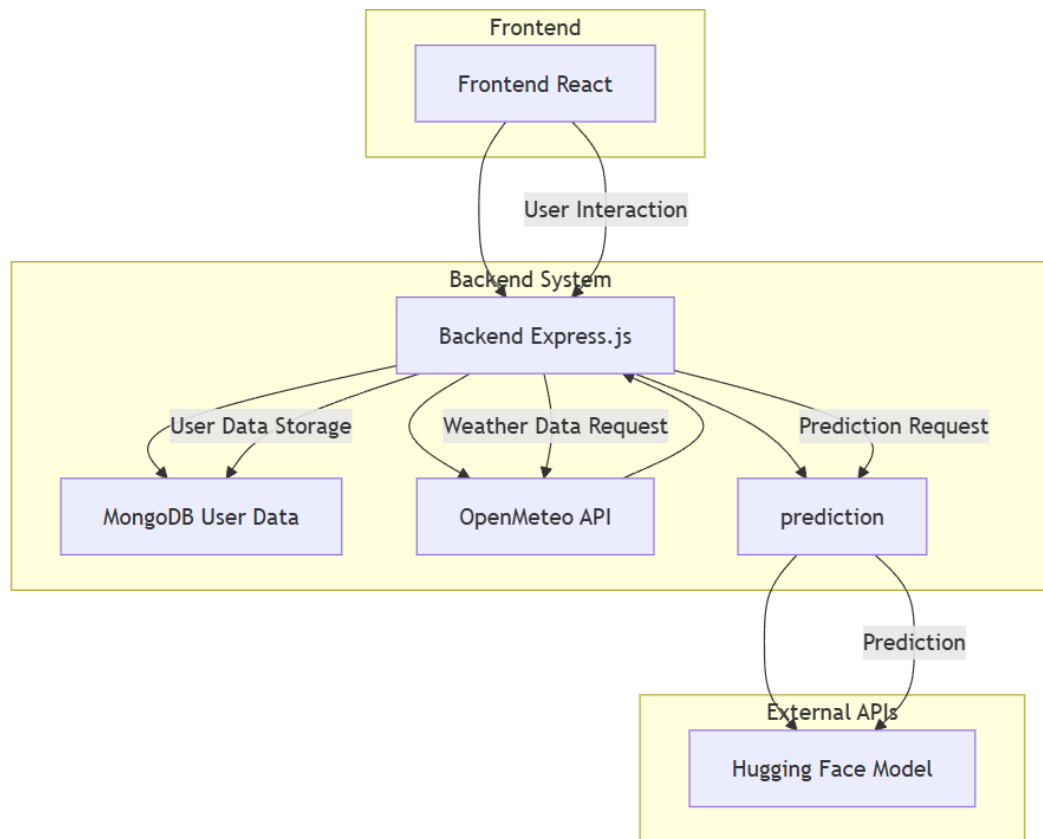 Frontend
Frontend React
User Interaction
Backend System
Backend Express.js
User Data Storage
Weather Data Request
Prediction Request
MongoDB User Data
OpenMeteo API
prediction
Prediction
External APIs
Hugging Face Model